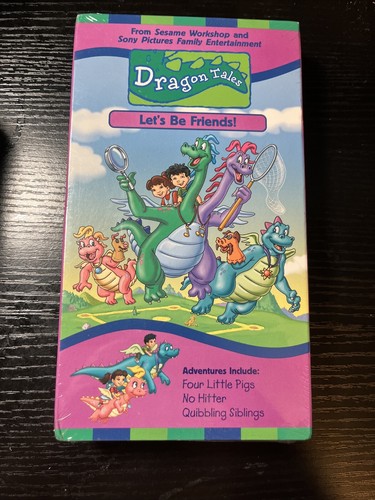 From Sesame Workshop and
Sony Pictures Family Entertainment
Dragon Tales
Let's Be Friends!
Adventures Include:
Four Little Pigs
No Hitter
Quibbling Siblings